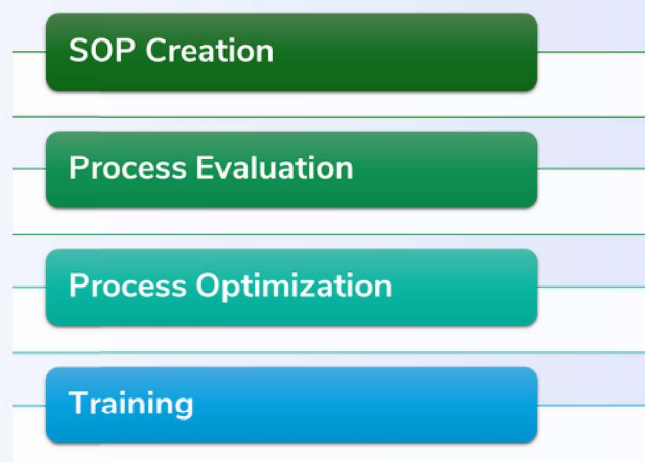 SOP Creation
Process Evaluation
Process Optimization
Training